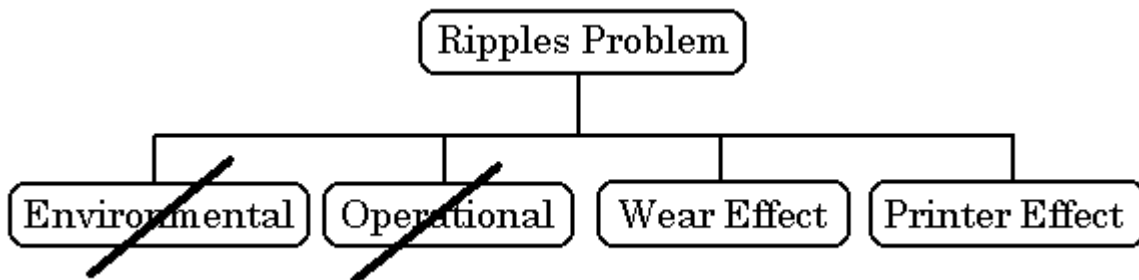 Ripples Problem
Environmental
Operational
Wear Effect
Printer Effect